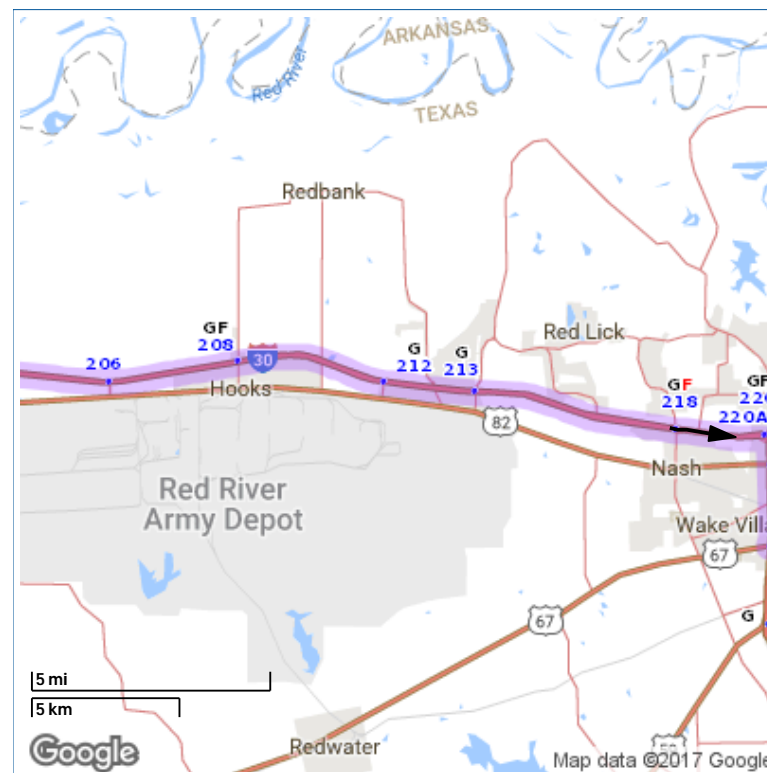 ARKANSAS
Red River
TEXAS
Redbank
GF
208
206
30
Hooks
G
212
G
213
Red Lick
GF
218
GF
220A
82
Nash
Red River
Army Depot
Wake
67
67
G
5 mi
5 km
Redwater
59
Google
Map data ©2017 Google